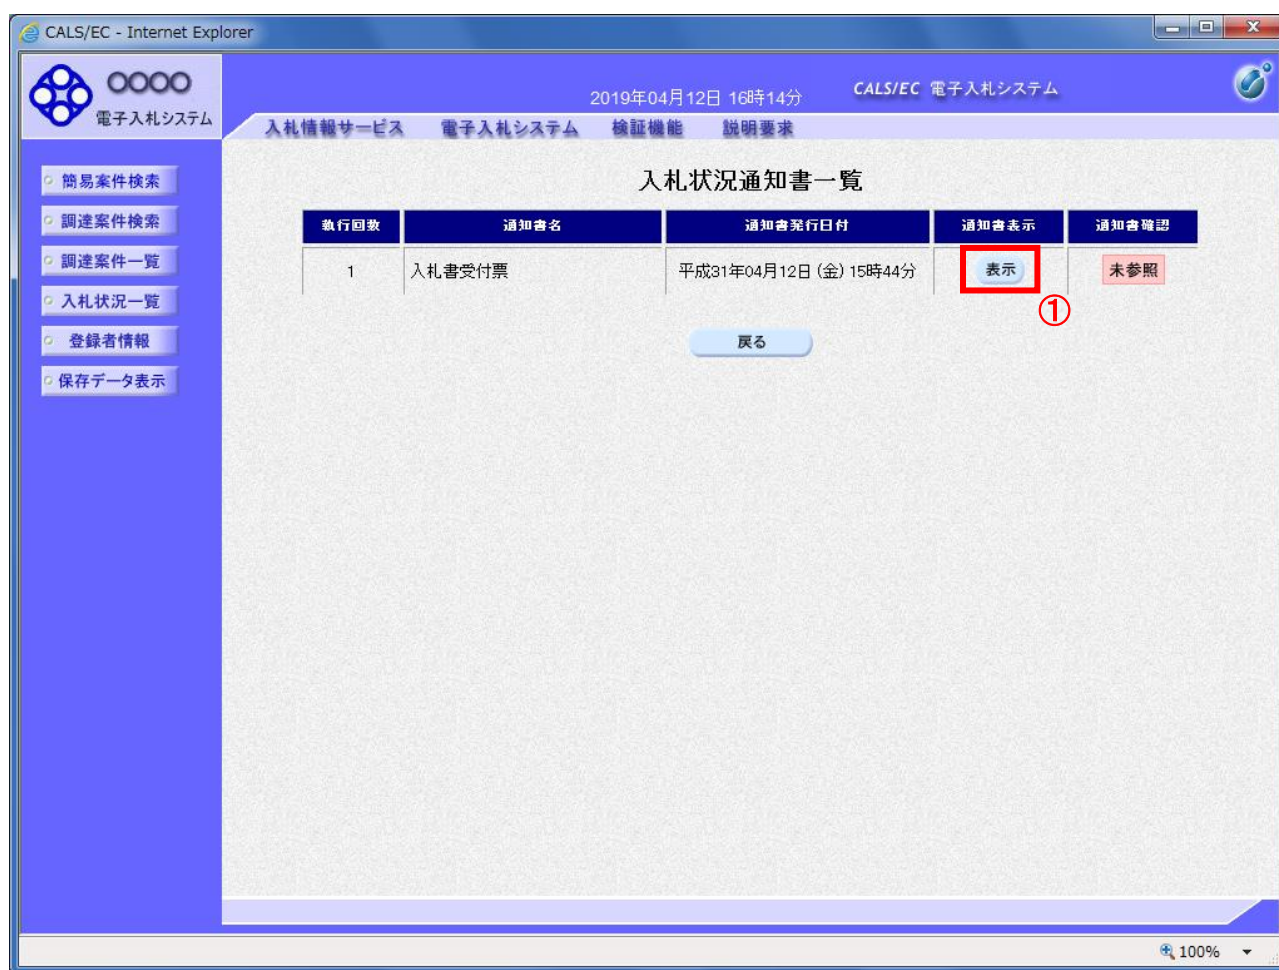 CALS/EC - Internet Explorer
OOOO
電子入札システム
2019年04月12日 16時14分
CALS/EC 電子入札システム
入札情報サービス 電子入札システム 検証機能 説明要求
簡易案件検索
調達案件検索
調達案件一覧
入札状況一覧
登録者情報
保存データ表示
入札状況通知書一覧
執行回数 通知書名 通知書発行日付 通知書表示 通知書確認
1 入札書受付票 平成31年04月12日(金) 15時44分 表示 未参照
①
戻る
100%